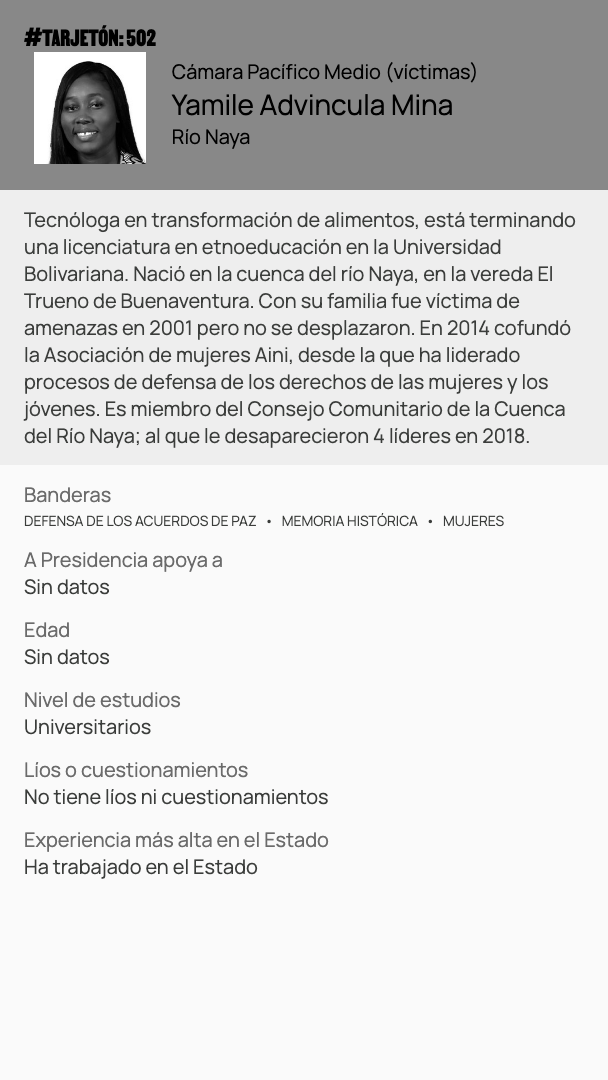 #TARJETÓN: 502
Cámara Pacífico Medio (víctimas)
Yamile Advincula Mina
Río Naya
Tecnóloga en transformación de alimentos, está terminando
una licenciatura en etnoeducación en la Universidad
Bolivariana. Nació en la cuenca del río Naya, en la vereda El
Trueno de Buenaventura. Con su familia fue víctima de
amenazas en 2001 pero no se desplazaron. En 2014 cofundó
la Asociación de mujeres Aini, desde la que ha liderado
procesos de defensa de los derechos de las mujeres y los
jóvenes. Es miembro del Consejo Comunitario de la Cuenca
del Río Naya; al que le desaparecieron 4 líderes en 2018.
Banderas
DEFENSA DE LOS ACUERDOS DE PAZ • MEMORIA HISTÓRICA • MUJERES
A Presidencia apoya a
Sin datos
Edad
Sin datos
Nivel de estudios
Universitarios
Líos o cuestionamientos
No tiene líos ni cuestionamientos
Experiencia más alta en el Estado
Ha trabajado en el Estado